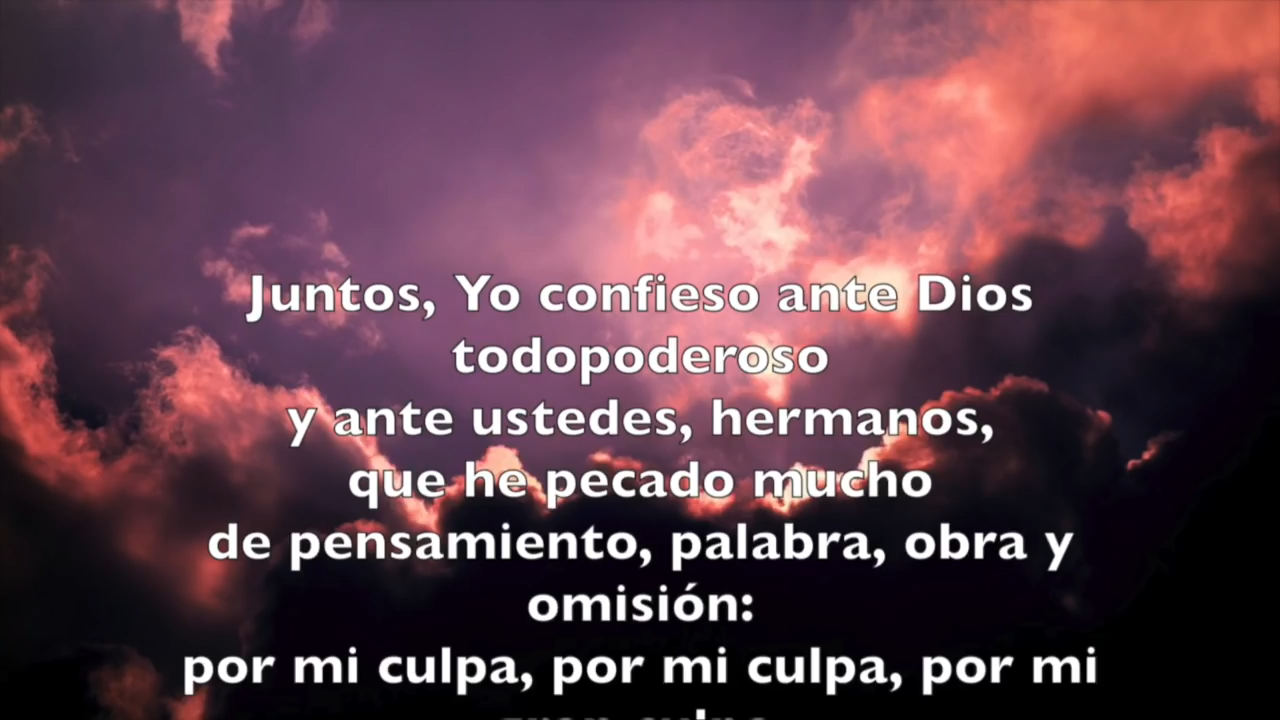 Juntos, Yo confieso ante Dios
todopoderoso
y ante ustedes, hermanos,
que he pecado mucho
de pensamiento, palabra, obra y
omisión:
por mi culpa, por mi culpa, por mi